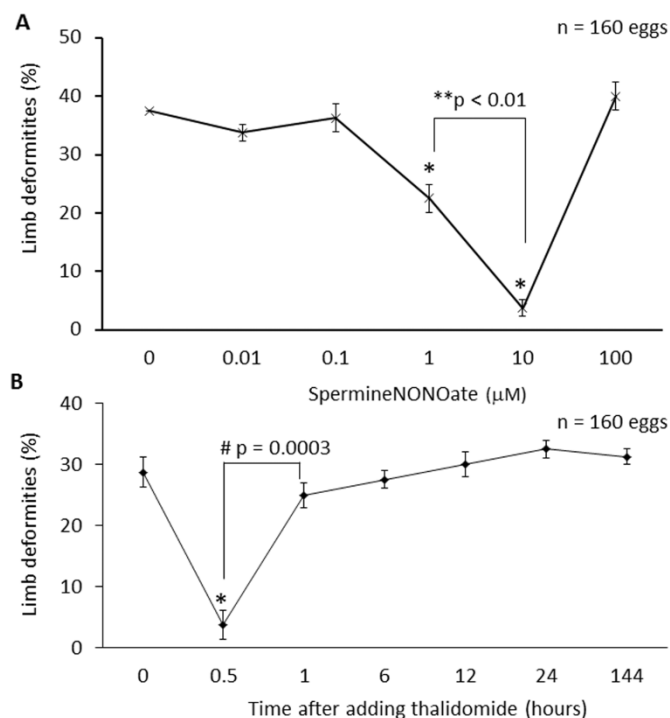 A
n = 160 eggs
50
40
30
20
10
0
Limb deformitites (%)
**p < 0.01
*
*
0 0.01 0.1 1 10 100
SpermineNONOate (μM)
B
n = 160 eggs
40
30
20
10
0
Limb deformities (%)
# p = 0.0003
*
0 0.5 1 6 12 24 144
Time after adding thalidomide (hours)